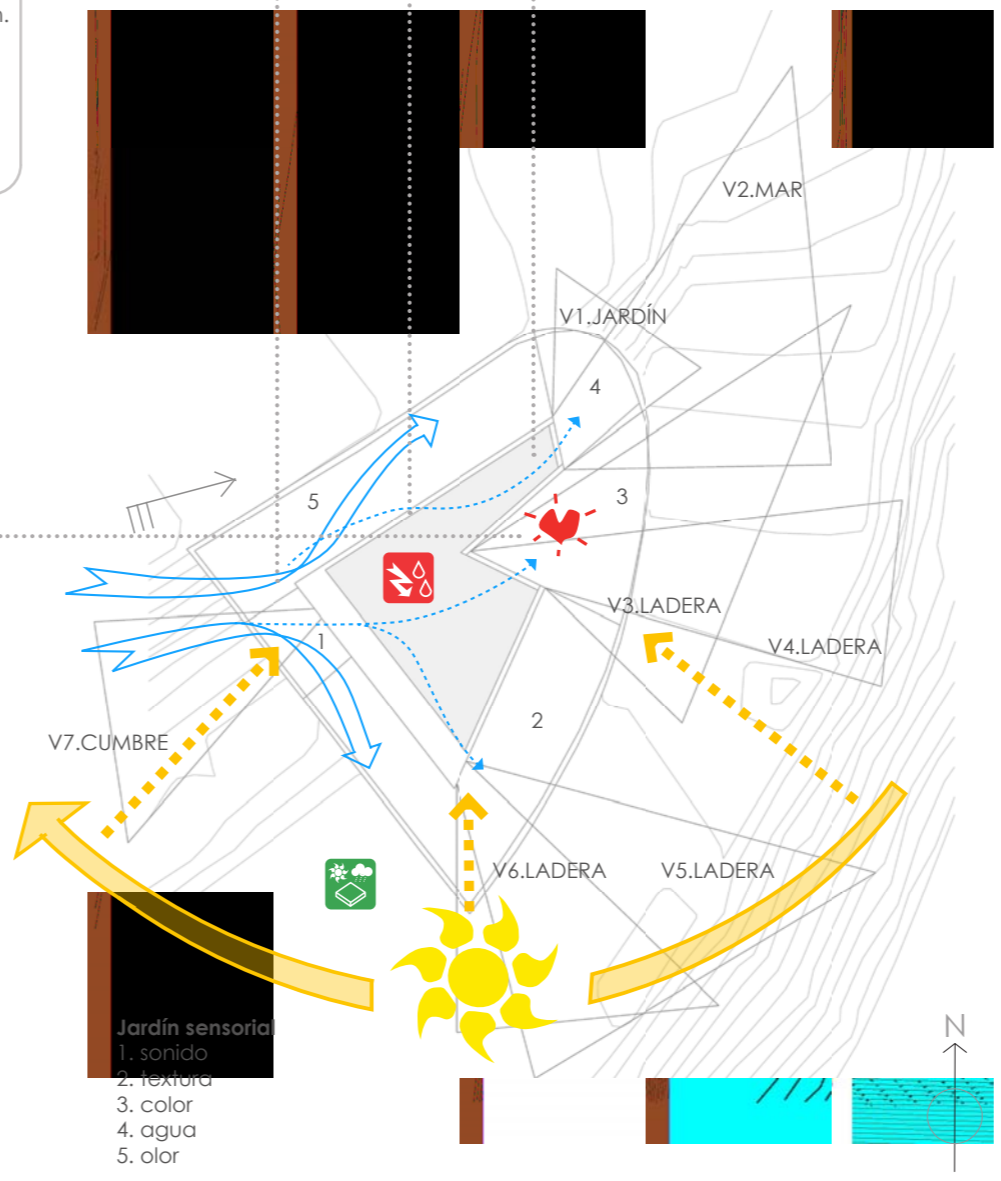 n.
V2.MAR
V1.JARDÍN
4
5
3
V3.LADERA
1
V4.LADERA
2
V7.CUMBRE
V6.LADERA
V5.LADERA
N
Jardín sensorial
1. sonido
2. textura
3. color
4. agua
5. olor